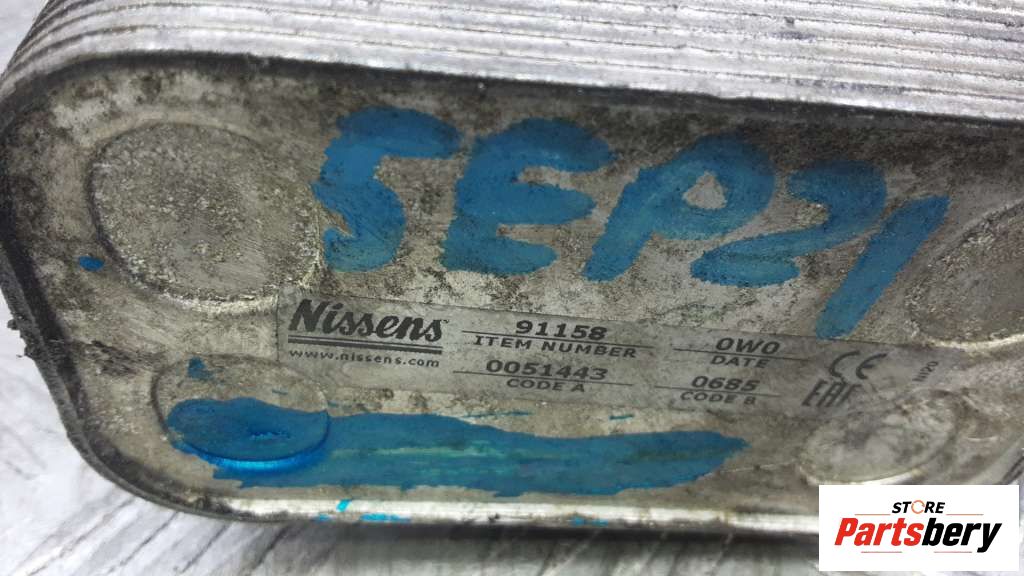 SEP21
Nissens
www.nissens.com
91158
ITEM NUMBER
0W0
DATE
0051443
CODE A
0685
CODE B
CE
EAC
STORE
Partsbery